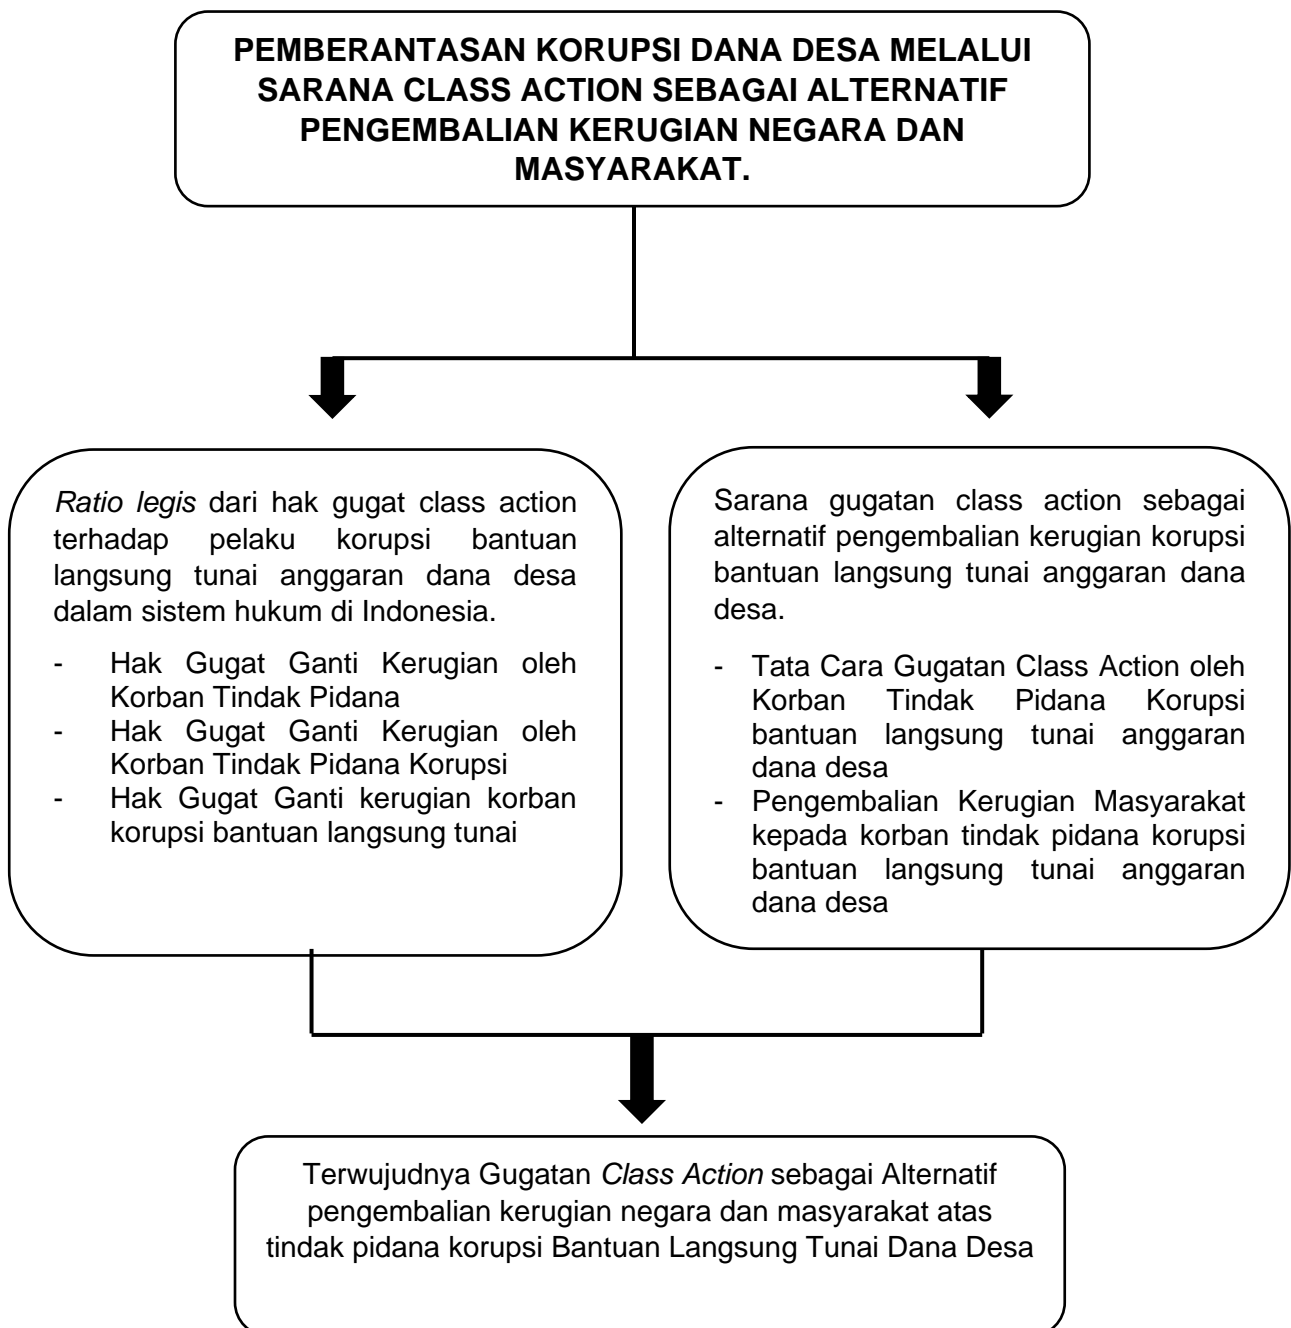 PEMBERANTASAN KORUPSI DANA DESA MELALUI
SARANA CLASS ACTION SEBAGAI ALTERNATIF
PENGEMBALIAN KERUGIAN NEGARA DAN
MASYARAKAT.
Ratio legis dari hak gugat class action
terhadap pelaku korupsi bantuan
langsung tunai anggaran dana desa
dalam sistem hukum di Indonesia.
- Hak Gugat Ganti Kerugian oleh
Korban Tindak Pidana
- Hak Gugat Ganti Kerugian oleh
Korban Tindak Pidana Korupsi
- Hak Gugat Ganti kerugian korban
korupsi bantuan langsung tunai
Sarana gugatan class action sebagai
alternatif pengembalian kerugian korupsi
bantuan langsung tunai anggaran dana
desa.
- Tata Cara Gugatan Class Action oleh
Korban Tindak Pidana Korupsi
bantuan langsung tunai anggaran
dana desa
- Pengembalian Kerugian Masyarakat
kepada korban tindak pidana korupsi
bantuan langsung tunai anggaran
dana desa
Terwujudnya Gugatan Class Action sebagai Alternatif
pengembalian kerugian negara dan masyarakat atas
tindak pidana korupsi Bantuan Langsung Tunai Dana Desa